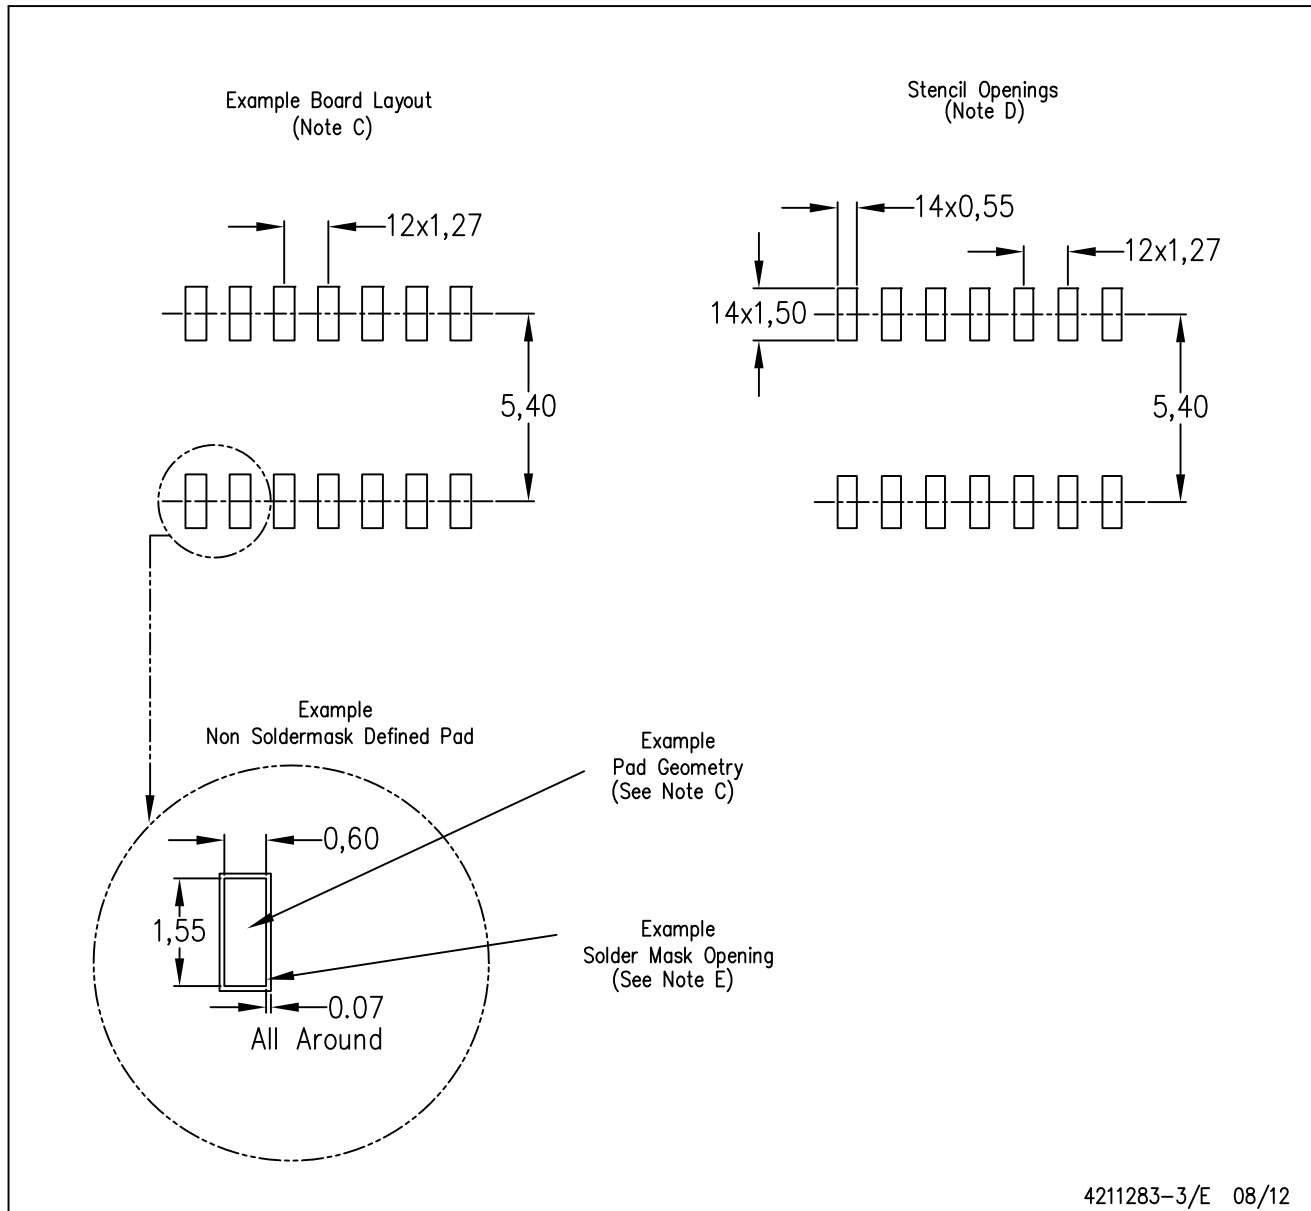 Example Board Layout
(Note C)
Stencil Openings
(Note D)
12x1,27
5,40
14x0,55
12x1,27
14x1,50
5,40
Example
Non Soldermask Defined Pad
Example
Pad Geometry
(See Note C)
0,60
1,55
Example
Solder Mask Opening
(See Note E)
0.07
All Around
4211283-3/E 08/12